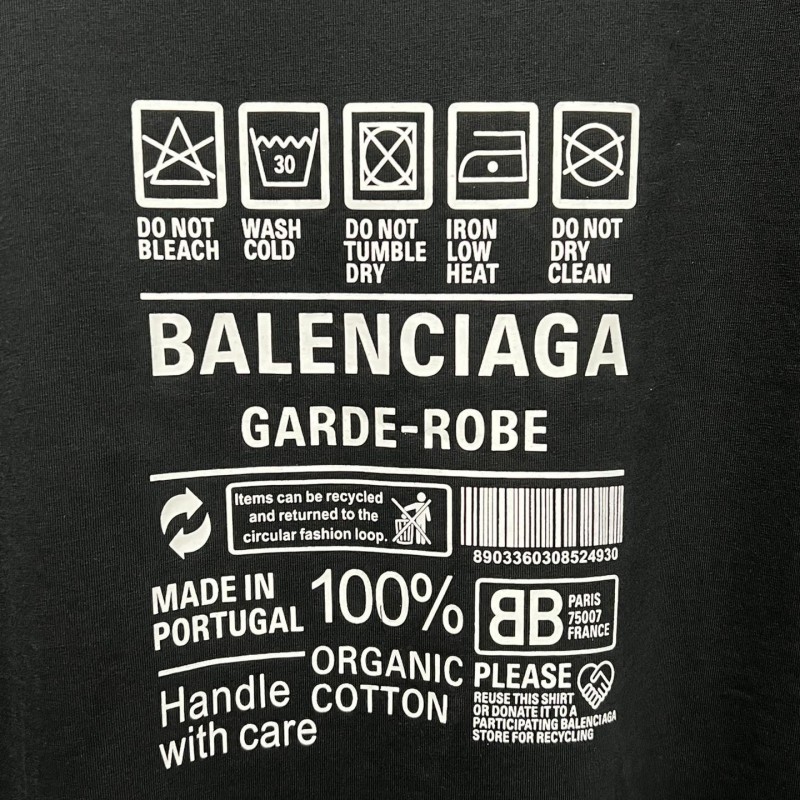 30
DO NOT
BLEACH
WASH
COLD
DO NOT
TUMBLE
DRY
IRON
LOW
HEAT
DO NOT
DRY
CLEAN
BALENCIAGA
GARDE-ROBE
Items can be recycled
and returned to the
circular fashion loop.
8903360308524930
MADE IN
PORTUGAL
100%
ORGANIC
COTTON
BB
PARIS
75007
FRANCE
Handle
with care
PLEASE
REUSE THIS SHIRT
OR DONATE IT TO A
PARTICIPATING BALENCIAGA
STORE FOR RECYCLING